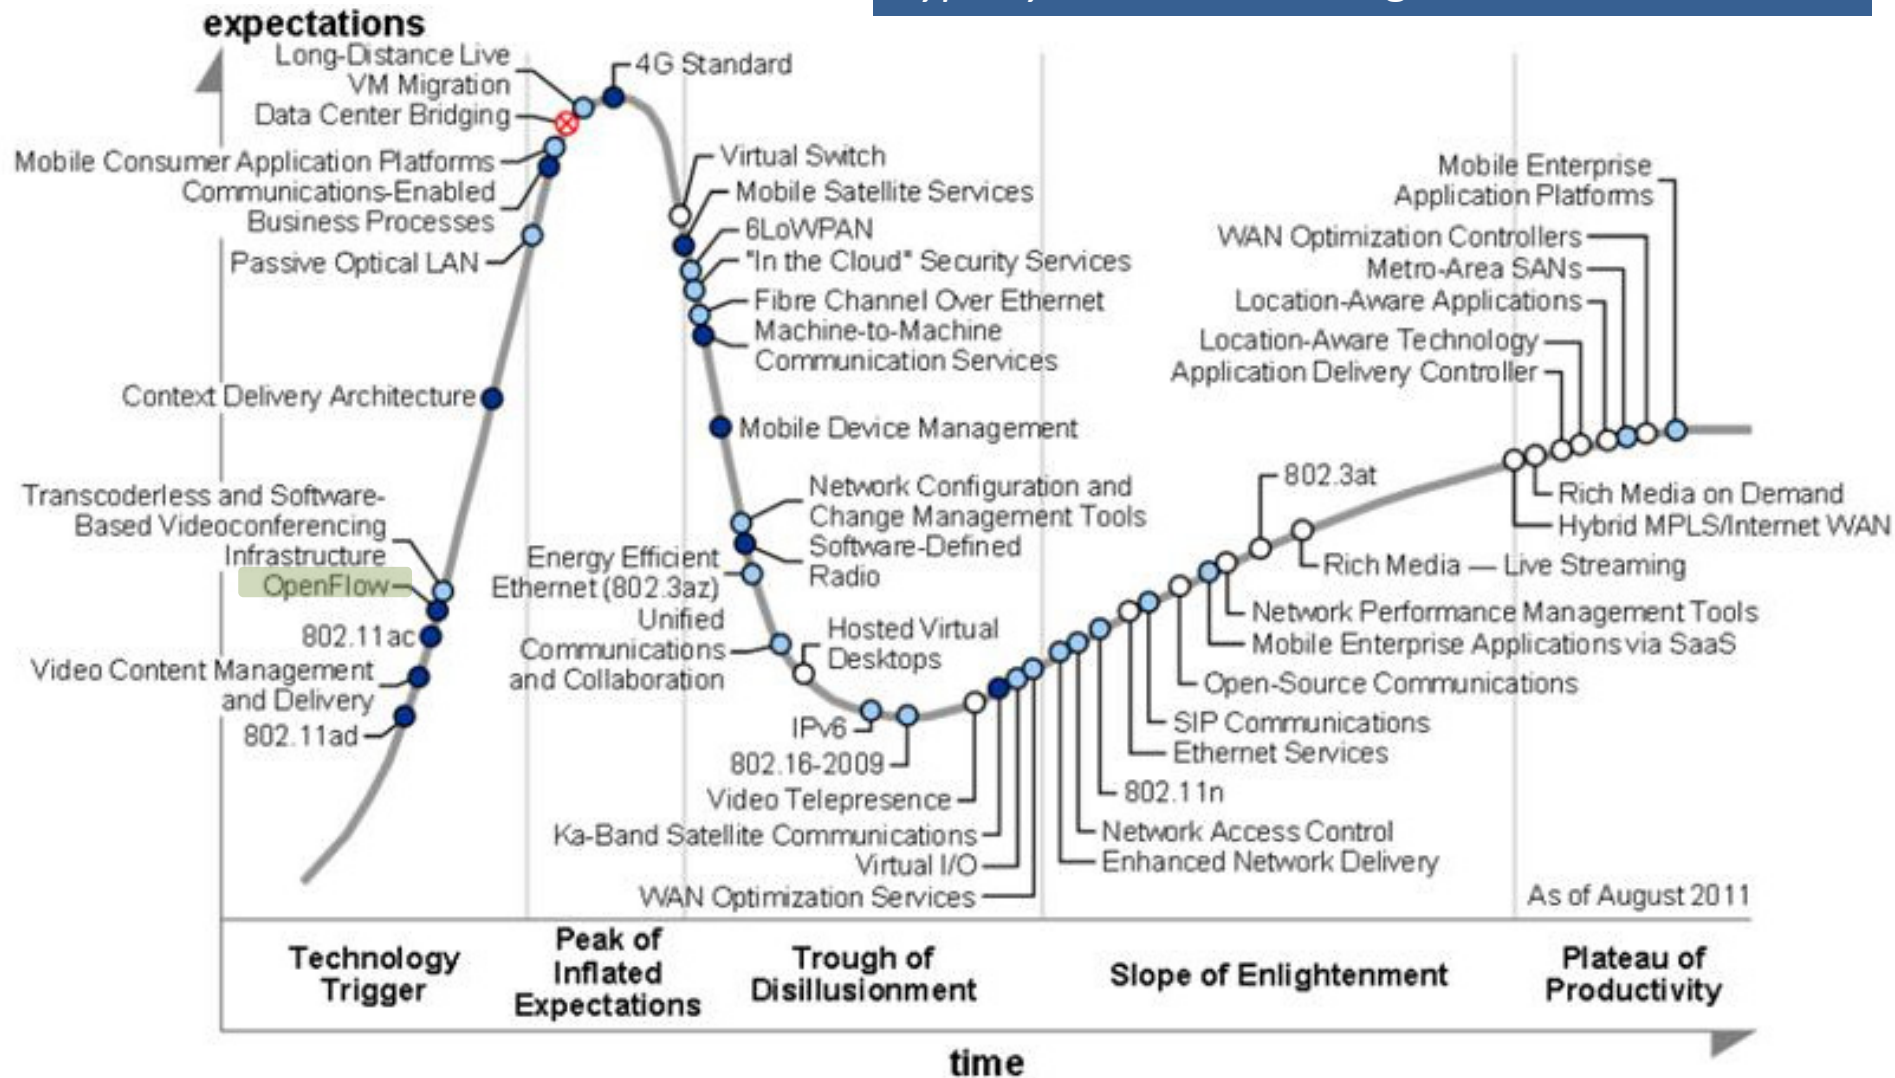 expectations
Long-Distance Live
VM Migration
Data Center Bridging
Mobile Consumer Application Platforms
Communications-Enabled
Business Processes
Passive Optical LAN
Context Delivery Architecture
Transcoderless and Software-
Based Videoconferencing
Infrastructure
OpenFlow
802.11ac
Video Content Management
and Delivery
802.11ad
4G Standard
Virtual Switch
Mobile Satellite Services
6LoWPAN
"In the Cloud" Security Services
Fibre Channel Over Ethernet
Machine-to-Machine
Communication Services
Mobile Device Management
Network Configuration and
Change Management Tools
Software-Defined
Radio
Energy Efficient
Ethernet (802.3az)
Unified
Communications
and Collaboration
Hosted Virtual
Desktops
IPv6
802.16-2009
Video Telepresence
Ka-Band Satellite Communications
Virtual I/O
WAN Optimization Services
Mobile Enterprise
Application Platforms
WAN Optimization Controllers
Metro-Area SANs
Location-Aware Applications
Location-Aware Technology
Application Delivery Controller
802.3at
Rich Media on Demand
Hybrid MPLS/Internet WAN
Rich Media — Live Streaming
Network Performance Management Tools
Mobile Enterprise Applications via SaaS
Open-Source Communications
SIP Communications
Ethernet Services
802.11n
Network Access Control
Enhanced Network Delivery
As of August 2011
Technology
Trigger
Peak of
Inflated
Expectations
Trough of
Disillusionment
Slope of Enlightenment
Plateau of
Productivity
time